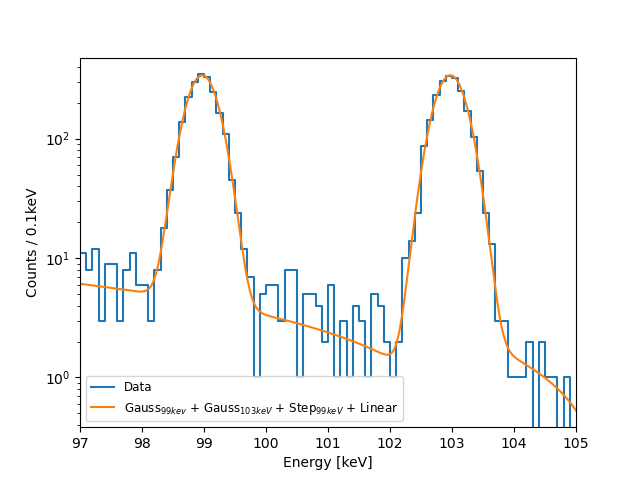 10²
10¹
10⁰
Counts / 0.1keV
Data
Gauss₉₉ₖₑᵥ + Gauss₁₀₃ₖₑV + Step₉₉ₖₑV + Linear
97 98 99 100 101 102 103 104 105
Energy [keV]